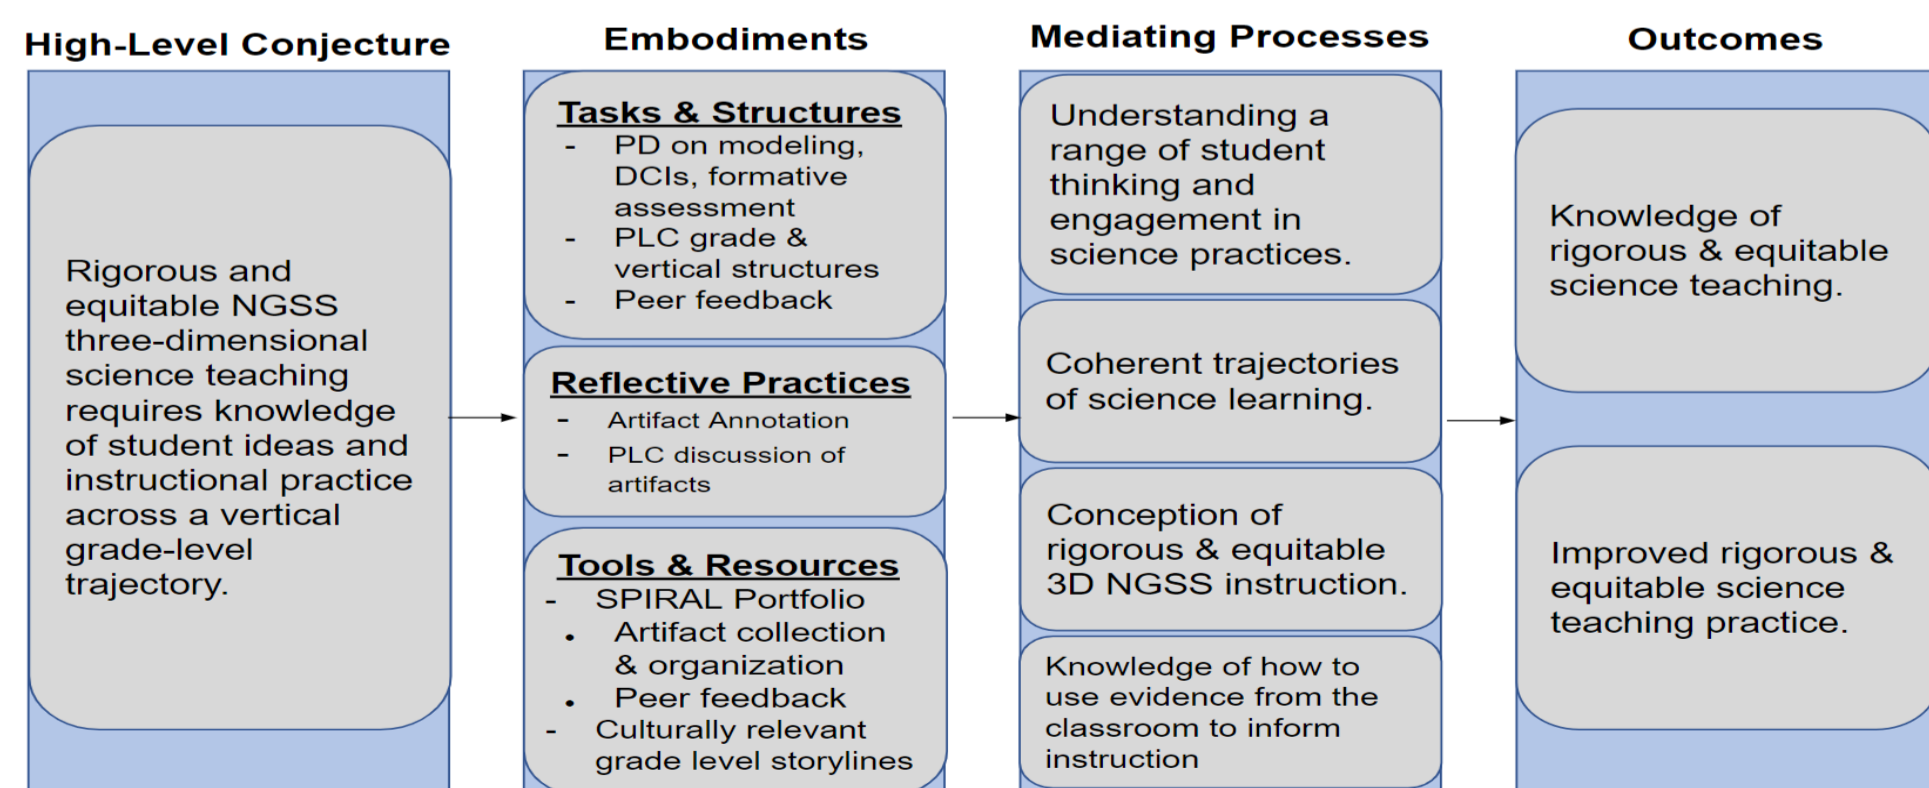 High-Level Conjecture
Rigorous and
equitable NGSS
three-dimensional
science teaching
requires knowledge
of student ideas and
instructional practice
across a vertical
grade-level
trajectory.
Embodiments
Tasks & Structures
- PD on modeling,
DCIs, formative
assessment
- PLC grade &
vertical structures
- Peer feedback
Reflective Practices
- Artifact Annotation
- PLC discussion of
artifacts
Tools & Resources
- SPIRAL Portfolio
• Artifact collection
& organization
• Peer feedback
- Culturally relevant
grade level storylines
Mediating Processes
Understanding a
range of student
thinking and
engagement in
science practices.
Coherent trajectories
of science learning.
Conception of
rigorous & equitable
3D NGSS instruction.
Knowledge of how to
use evidence from the
classroom to inform
instruction
Outcomes
Knowledge of
rigorous & equitable
science teaching.
Improved rigorous &
equitable science
teaching practice.